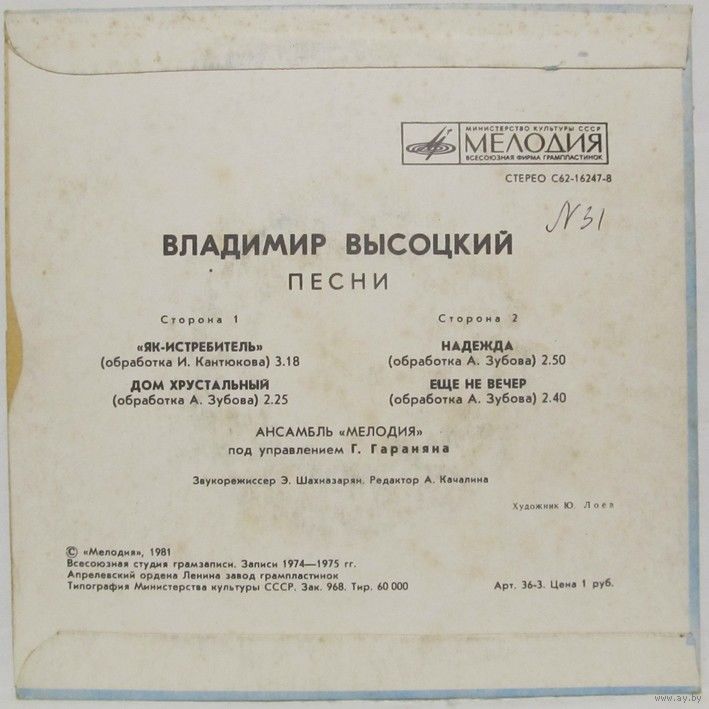 МИНИСТЕРСТВО КУЛЬТУРЫ СССР
МЕЛОДИЯ
ВСЕСОЮЗНАЯ ФИРМА ГРАМПЛАСТИНОК
СТЕРЕО С62-16247-8
N 31
ВЛАДИМИР ВЫСОЦКИЙ
ПЕСНИ
Сторона 1
«ЯК-ИСТРЕБИТЕЛЬ»
(обработка И. Кантюкова) 3.18
ДОМ ХРУСТАЛЬНЫЙ
(обработка А. Зубова) 2.25
Сторона 2
НАДЕЖДА
(обработка А. Зубова) 2.50
ЕЩЕ НЕ ВЕЧЕР
(обработка А. Зубова) 2.40
АНСАМБЛЬ «МЕЛОДИЯ»
под управлением Г. Гараняна
Звукорежиссер Э. Шахназарян. Редактор А. Качалина
Художник Ю. Лоев
© «Мелодия», 1981
Всесоюзная студия грамзаписи. Записи 1974—1975 гг.
Апрелевский ордена Ленина завод грампластинок
Типография Министерства культуры СССР. Зак. 968. Тир. 60 000
Арт. 36-3. Цена 1 руб.
www.ay.by